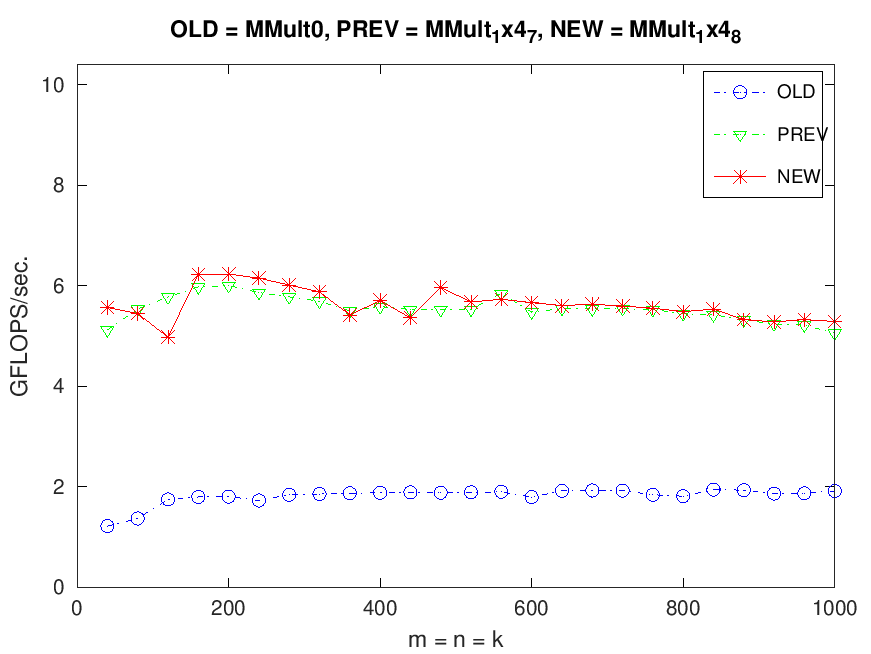 OLD = MMult0, PREV = MMult₁x4₇, NEW = MMult₁x4₈
OLD
PREV
NEW
10
8
6
4
2
0
GFLOPS/sec.
0 200 400 600 800 1000
m = n = k